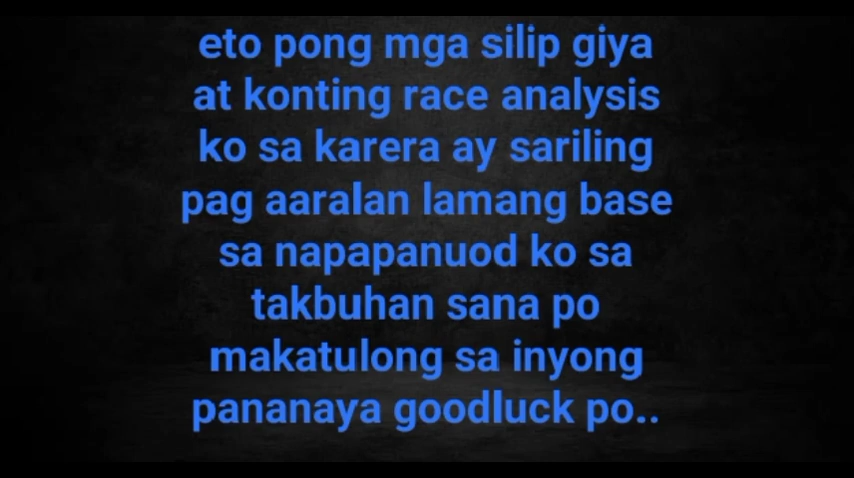 eto pong mga silip giya
at konting race analysis
ko sa karera ay sariling
pag aaralan lamang base
sa napapanuod ko sa
takbuhan sana po
makatulong sa inyong
pananaya goodluck po..